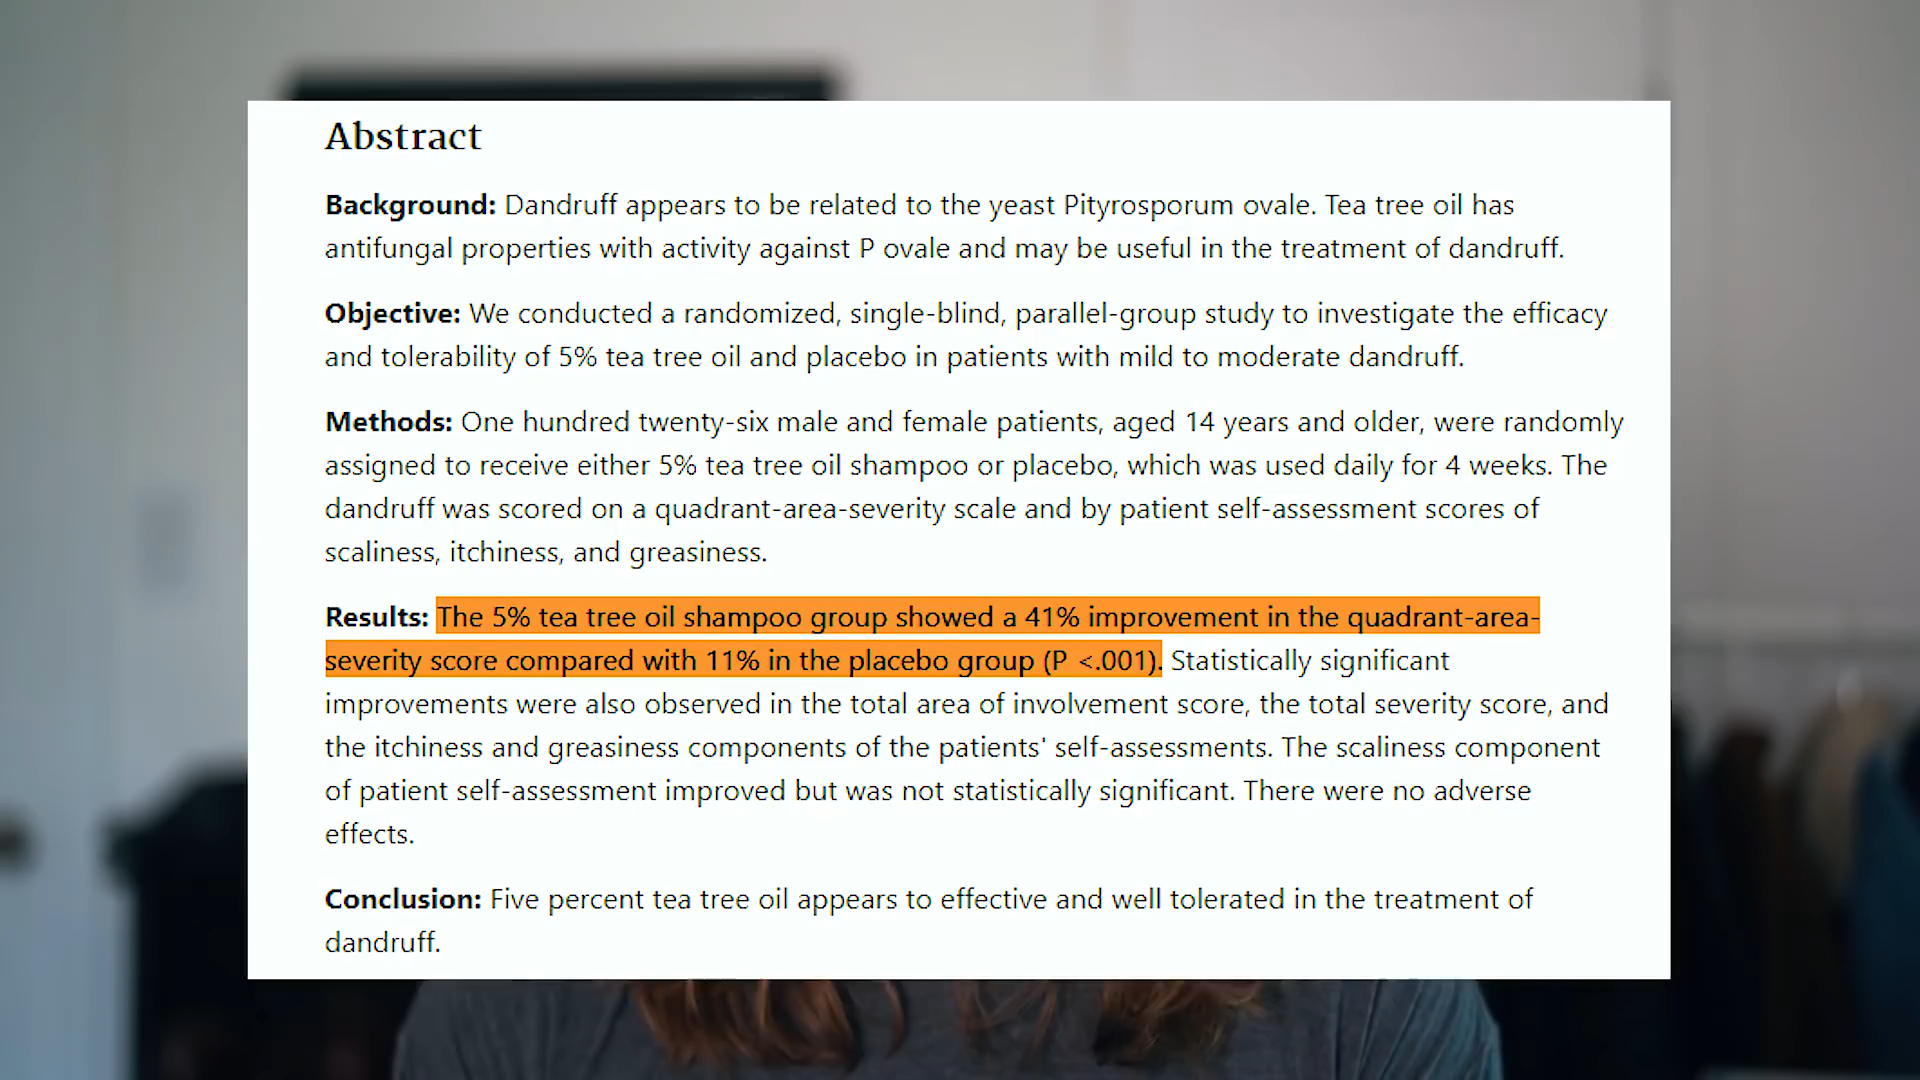 Abstract
Background: Dandruff appears to be related to the yeast Pityrosporum ovale. Tea tree oil has
antifungal properties with activity against P ovale and may be useful in the treatment of dandruff.
Objective: We conducted a randomized, single-blind, parallel-group study to investigate the efficacy
and tolerability of 5% tea tree oil and placebo in patients with mild to moderate dandruff.
Methods: One hundred twenty-six male and female patients, aged 14 years and older, were randomly
assigned to receive either 5% tea tree oil shampoo or placebo, which was used daily for 4 weeks. The
dandruff was scored on a quadrant-area-severity scale and by patient self-assessment scores of
scaliness, itchiness, and greasiness.
Results: The 5% tea tree oil shampoo group showed a 41% improvement in the quadrant-area-
severity score compared with 11% in the placebo group (P <.001). Statistically significant
improvements were also observed in the total area of involvement score, the total severity score, and
the itchiness and greasiness components of the patients' self-assessments. The scaliness component
of patient self-assessment improved but was not statistically significant. There were no adverse
effects.
Conclusion: Five percent tea tree oil appears to effective and well tolerated in the treatment of
dandruff.